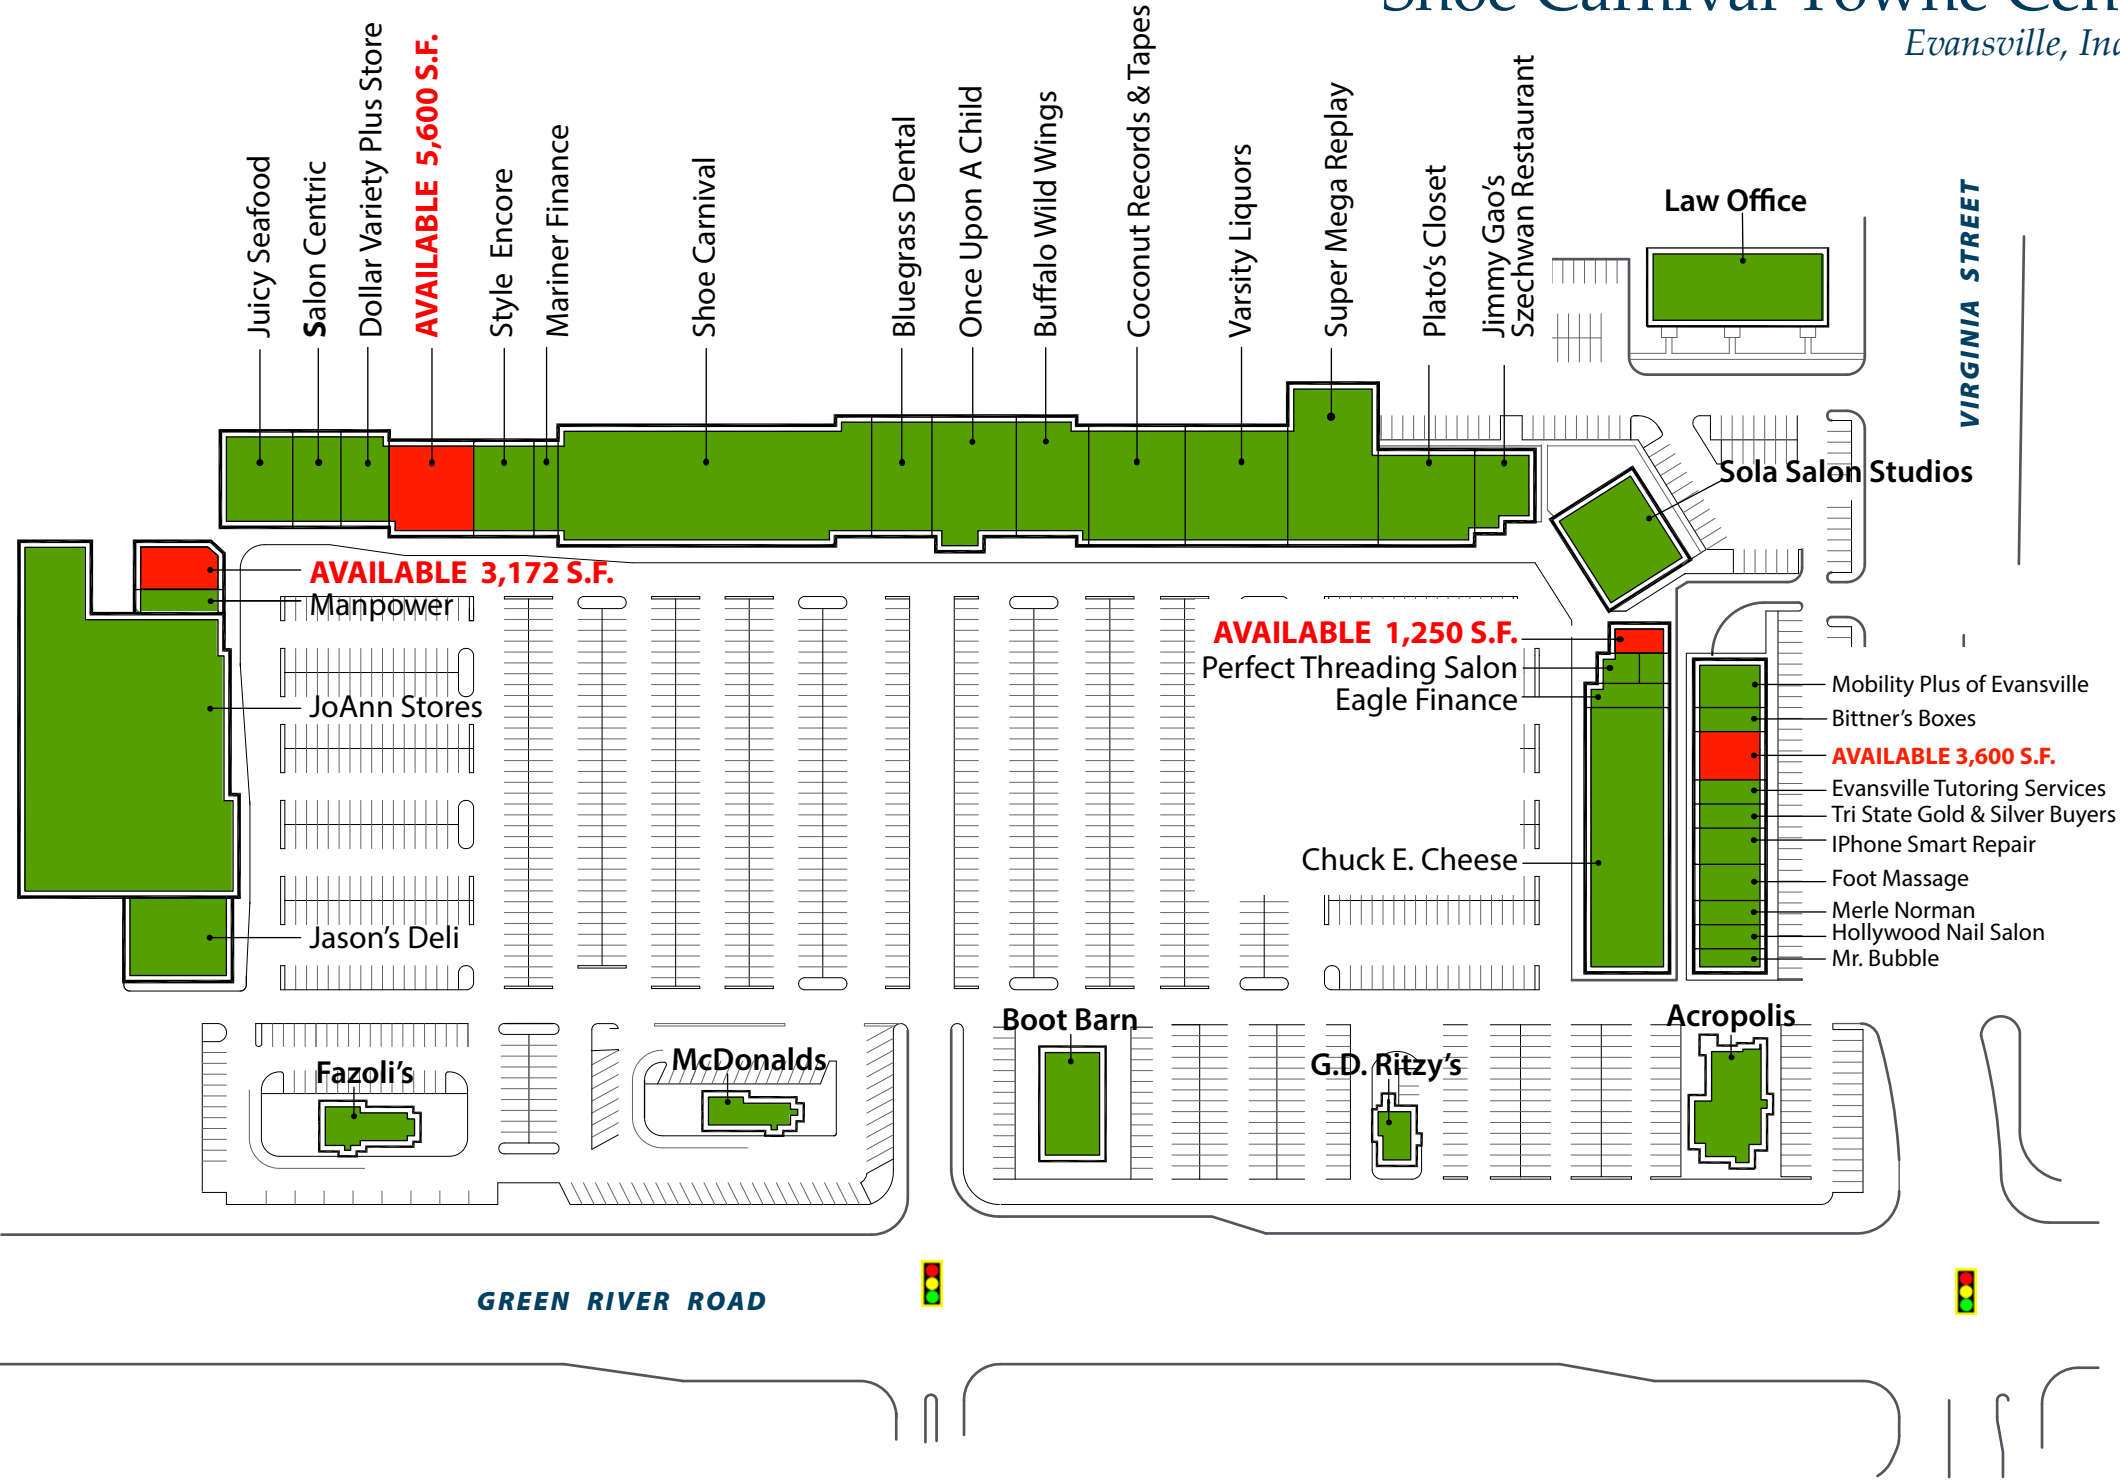 Shoe Carnival Towne Cen
Evansville, Ind
Juicy Seafood
Salon Centric
Dollar Variety Plus Store
AVAILABLE 5,600 S.F.
Style Encore
Mariner Finance
Shoe Carnival
Bluegrass Dental
Once Upon A Child
Buffalo Wild Wings
Coconut Records & Tapes
Varsity Liquors
Super Mega Replay
Plato's Closet
Jimmy Gao's
Szechwan Restaurant
Law Office
VIRGINIA STREET
Sola Salon Studios
AVAILABLE 3,172 S.F.
Manpower
JoAnn Stores
Jason's Deli
AVAILABLE 1,250 S.F.
Perfect Threading Salon
Eagle Finance
Chuck E. Cheese
Mobility Plus of Evansville
Bittner's Boxes
AVAILABLE 3,600 S.F.
Evansville Tutoring Services
Tri State Gold & Silver Buyers
IPhone Smart Repair
Foot Massage
Merle Norman
Hollywood Nail Salon
Mr. Bubble
Fazoli's
McDonalds
Boot Barn
G.D. Ritzy's
Acropolis
GREEN RIVER ROAD